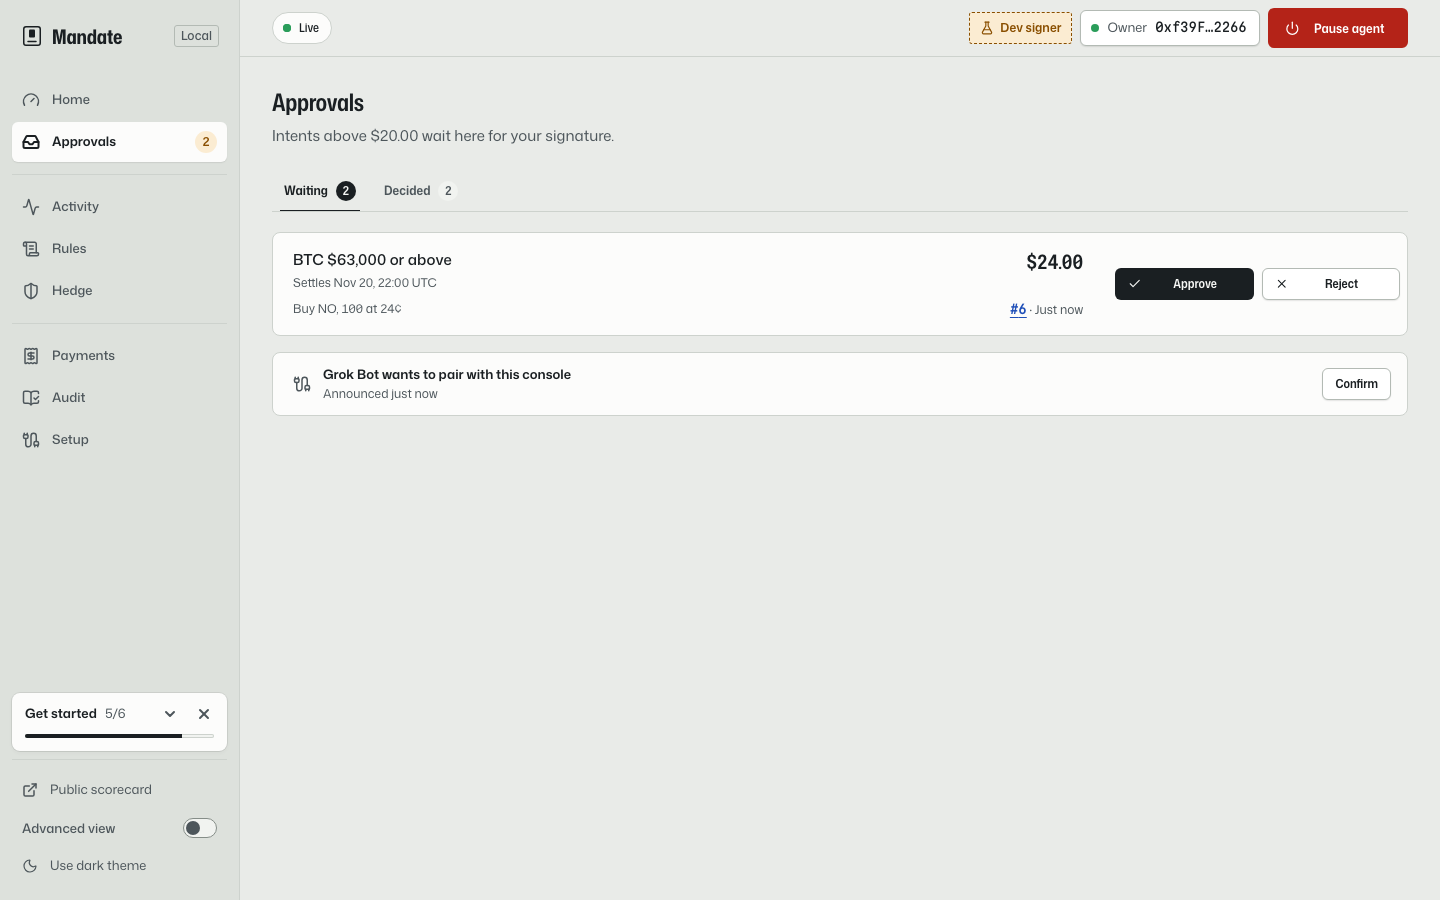 Mandate
Local
Home
Approvals 2
Activity
Rules
Hedge
Payments
Audit
Setup
Get started 5/6
Public scorecard
Advanced view
Use dark theme
Live
Dev signer
Owner 0xf39F…2266
Pause agent
Approvals
Intents above $20.00 wait here for your signature.
Waiting 2
Decided 2
BTC $63,000 or above
Settles Nov 20, 22:00 UTC
Buy NO, 100 at 24¢
$24.00
#6 · Just now
Approve
Reject
Grok Bot wants to pair with this console
Announced just now
Confirm